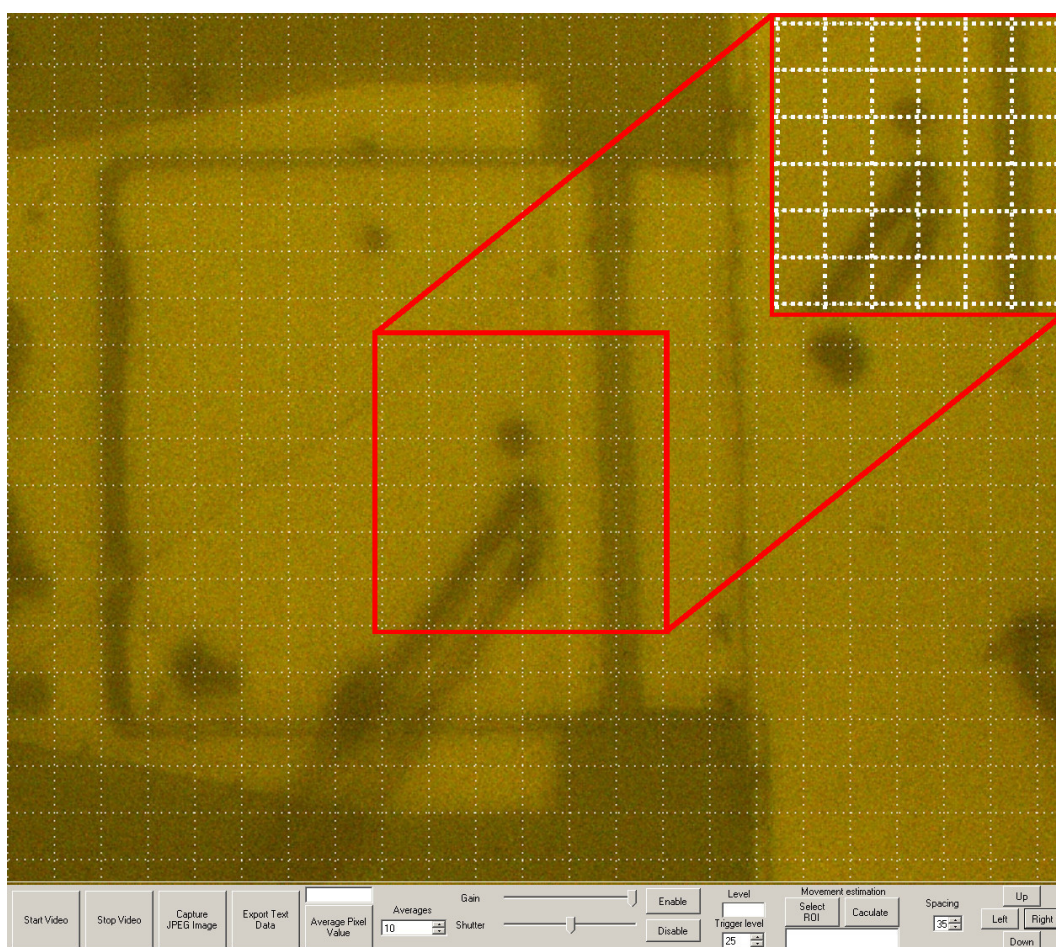 Start Video
Stop Video
Capture
JPEG Image
Export Text
Data
Average Pixel
Value
Averages
10
Gain
Shutter
Enable
Disable
Level
Trigger level
25
Movement estimation
Select
ROI
Caculate
Spacing
35
Up
Left
Right
Down